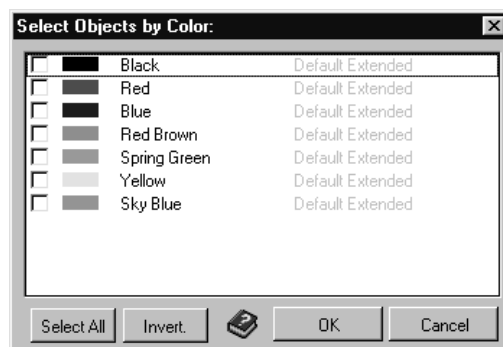 Select Objects by Color:
Black Default Extended
Red Default Extended
Blue Default Extended
Red Brown Default Extended
Spring Green Default Extended
Yellow Default Extended
Sky Blue Default Extended
Select All Invert. OK Cancel